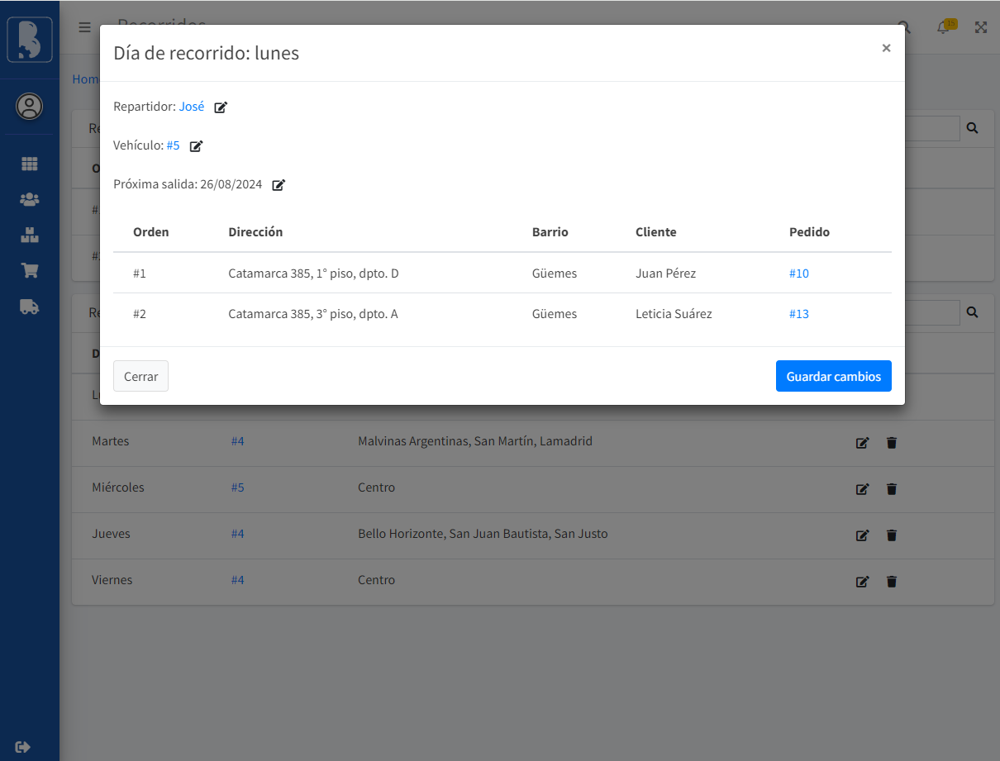 Recorridos
15
Día de recorrido: lunes
×
Home
Repartidor: José
Vehículo: #5
Próxima salida: 26/08/2024
Orden Dirección Barrio Cliente Pedido
#1 Catamarca 385, 1° piso, dpto. D Güemes Juan Pérez #10
#2 Catamarca 385, 3° piso, dpto. A Güemes Leticia Suárez #13
Cerrar Guardar cambios
Martes #4 Malvinas Argentinas, San Martín, Lamadrid
Miércoles #5 Centro
Jueves #4 Bello Horizonte, San Juan Bautista, San Justo
Viernes #4 Centro